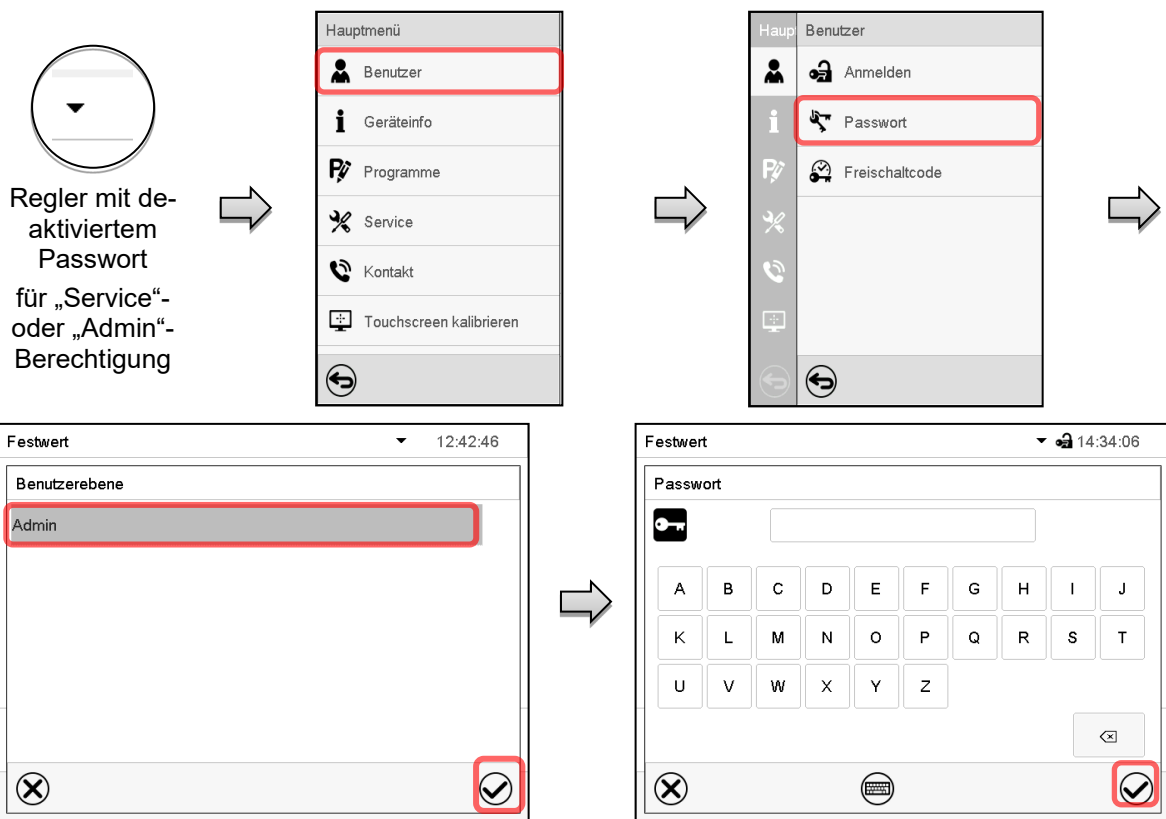 Regler mit de-
aktiviertem
Passwort
für „Service“-
oder „Admin“-
Berechtigung
Hauptmenü
Benutzer
Geräteinfo
Programme
Service
Kontakt
Touchscreen kalibrieren
Haup
Benutzer
Anmelden
Passwort
Freischaltcode
Festwert 12:42:46
Benutzerebene
Admin
Festwert 14:34:06
Passwort
A B C D E F G H I J
K L M N O P Q R S T
U V W X Y Z